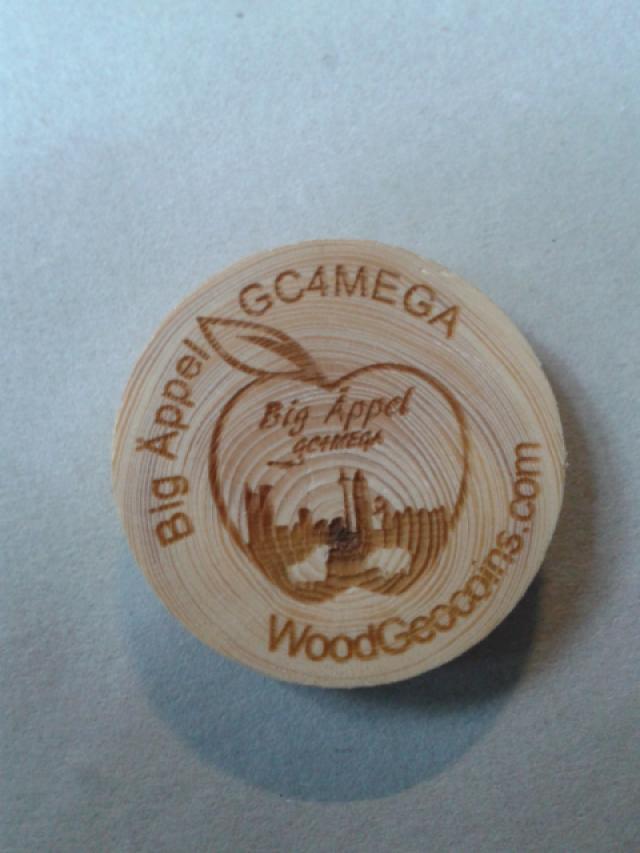 Big Äppel GC4MEGA
Big Äppel
GC4MEGA
WoodGeocoins.com